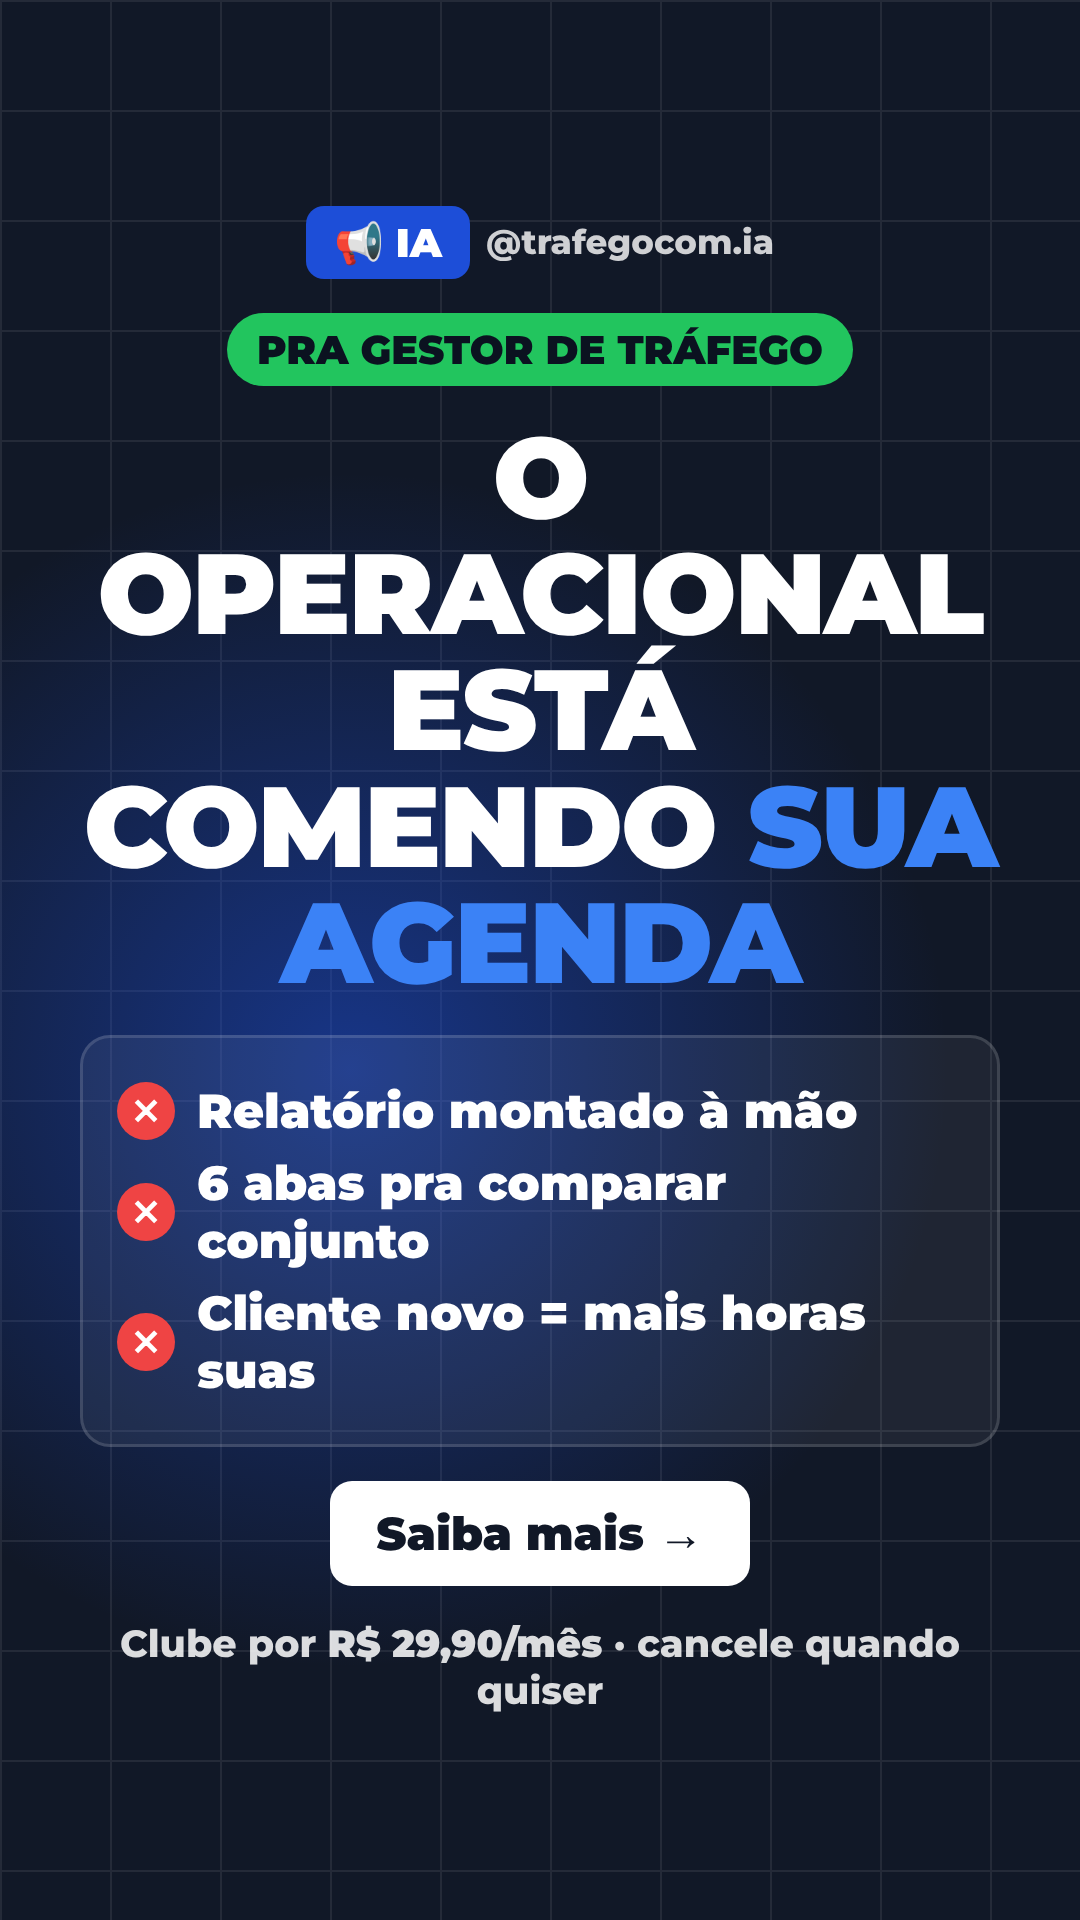 📢 IA @trafegocom.ia
PRA GESTOR DE TRÁFEGO
O
OPERACIONAL
ESTÁ
COMENDO SUA
AGENDA
✕ Relatório montado à mão
✕ 6 abas pra comparar
conjunto
✕ Cliente novo = mais horas
suas
Saiba mais →
Clube por R$ 29,90/mês • cancele quando
quiser